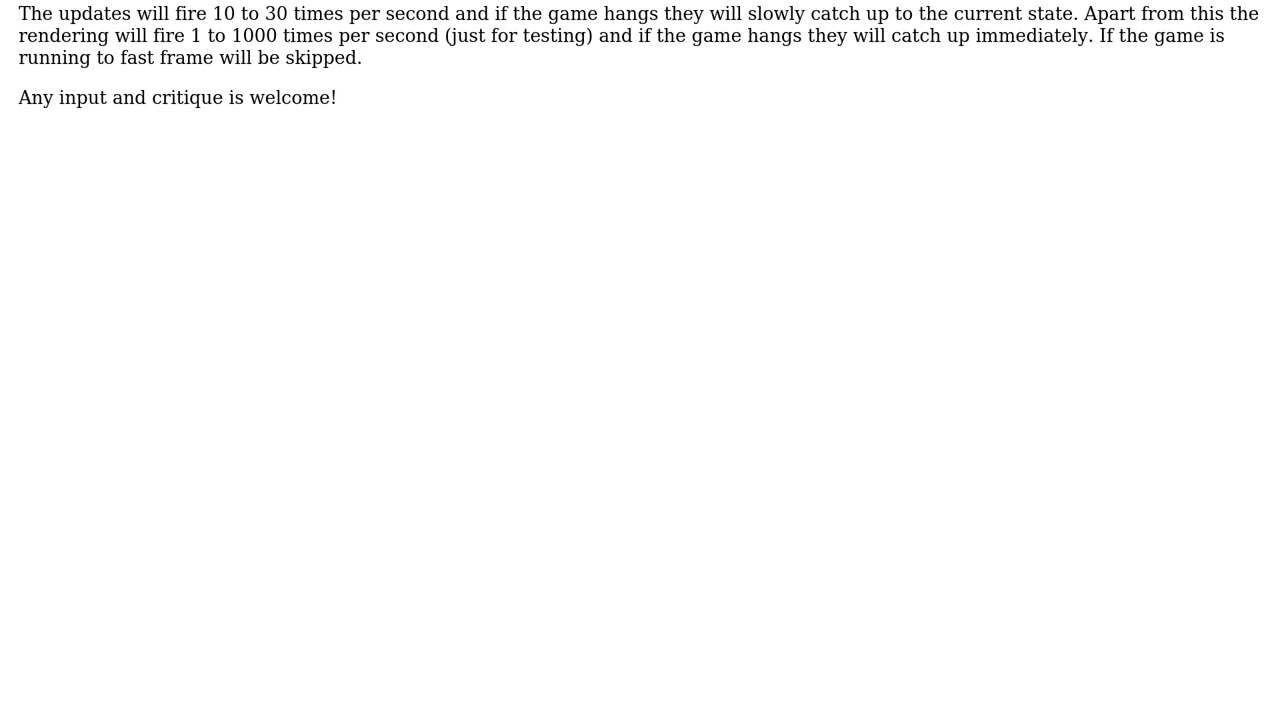 The updates will fire 10 to 30 times per second and if the game hangs they will slowly catch up to the current state. Apart from this the
rendering will fire 1 to 1000 times per second (just for testing) and if the game hangs they will catch up immediately. If the game is
running to fast frame will be skipped.
Any input and critique is welcome!